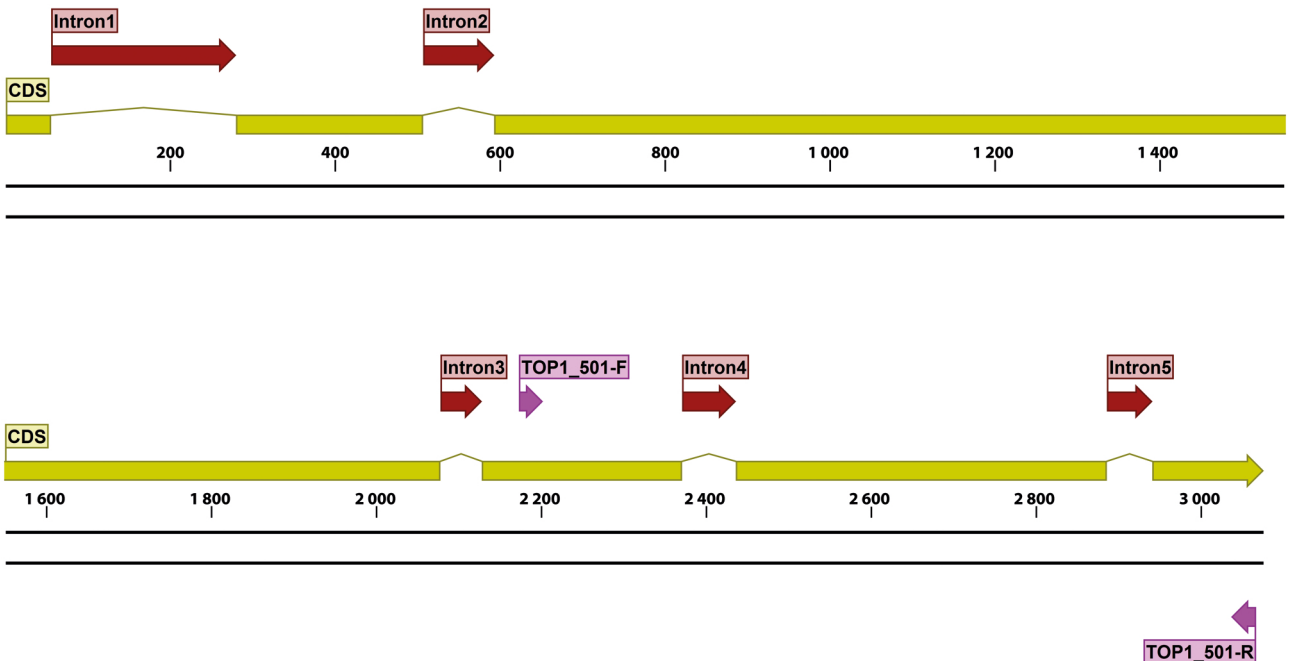 Intron1 Intron2
CDS
200 400 600 800 1 000 1 200 1 400
Intron3 TOP1_501-F Intron4 Intron5
CDS
1 600 1 800 2 000 2 200 2 400 2 600 2 800 3 000
TOP1_501-R